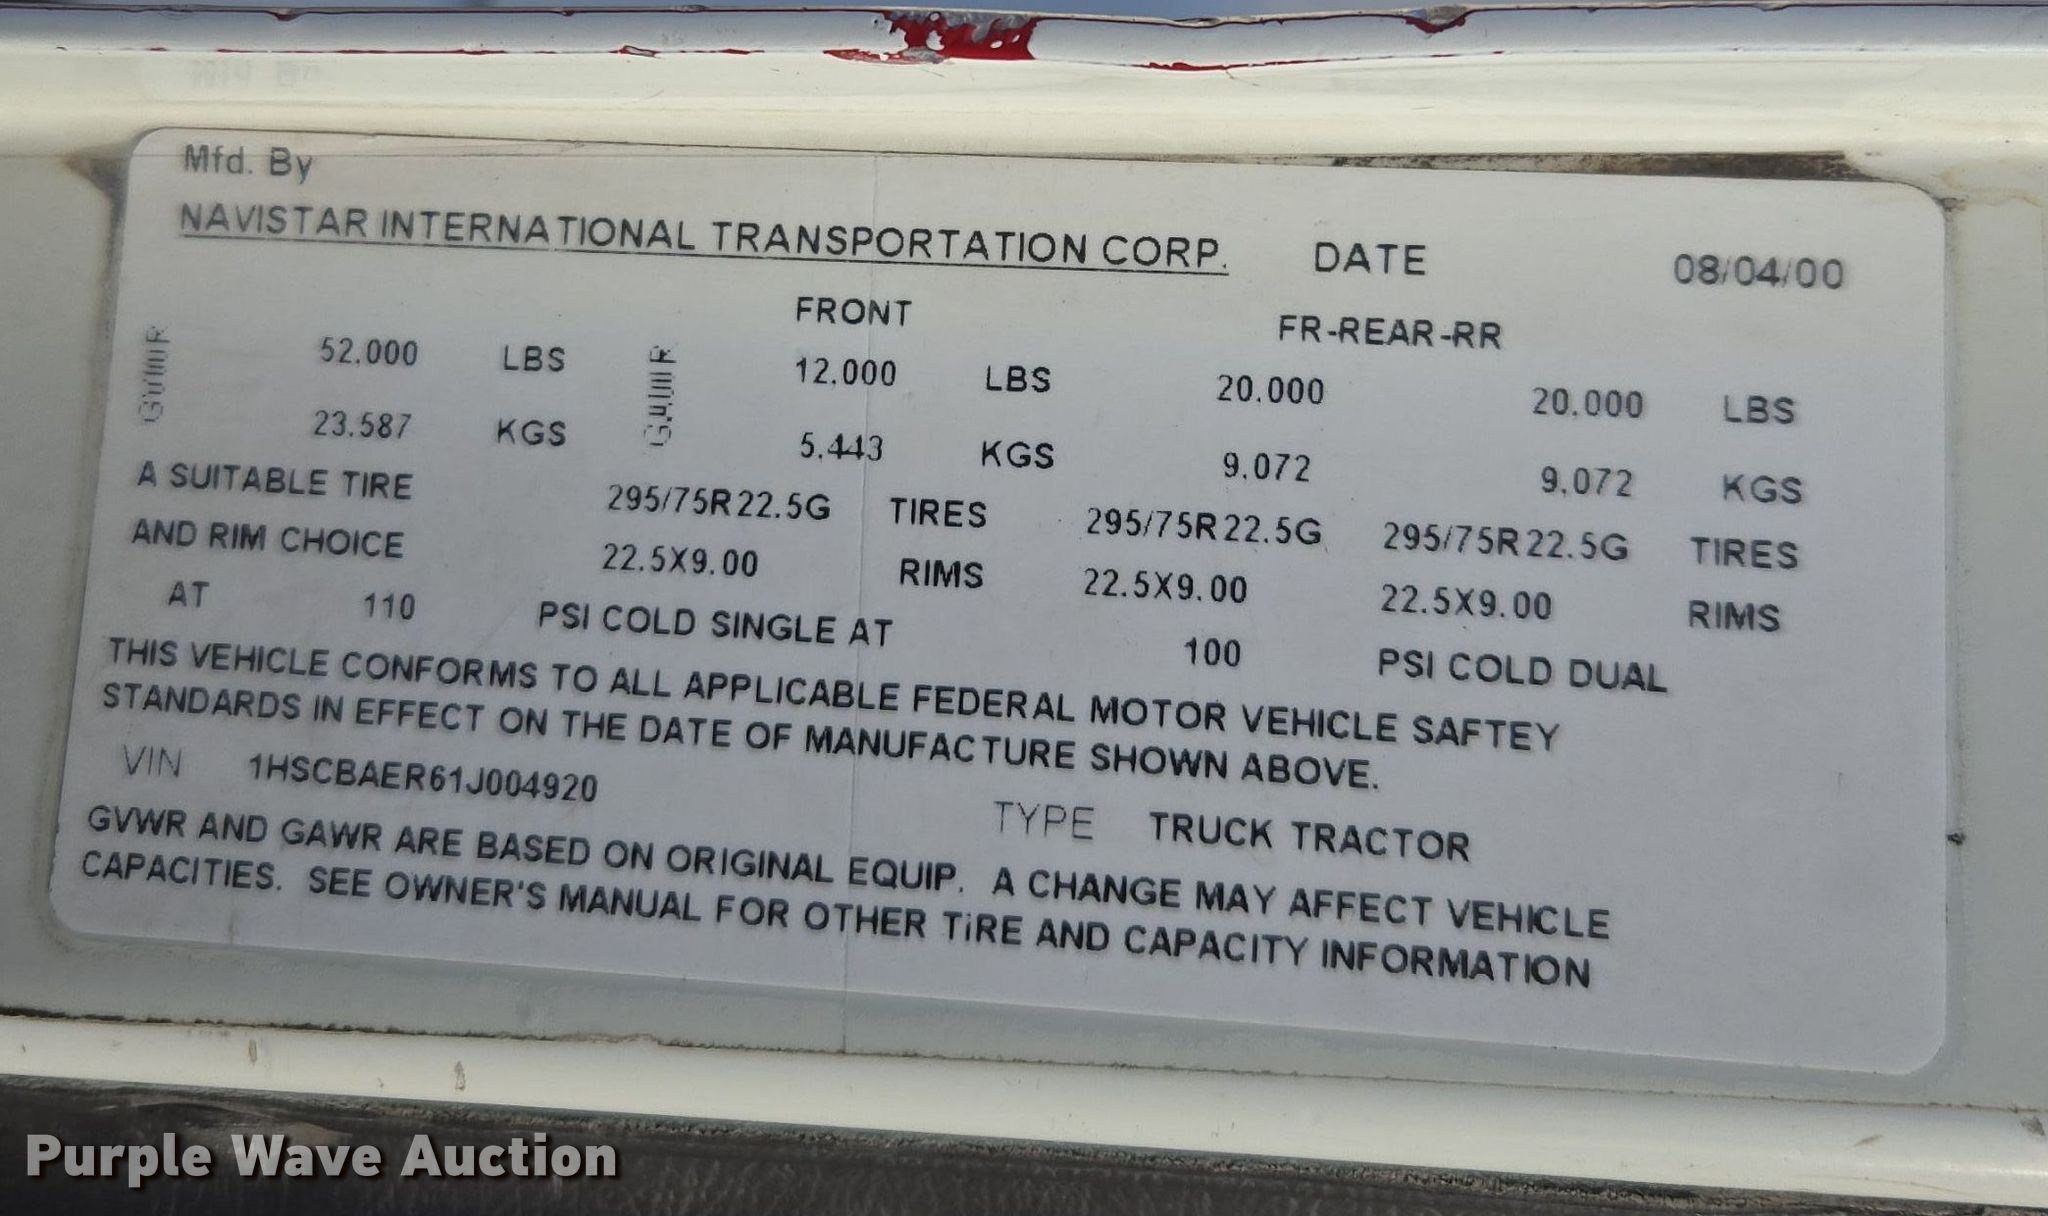 Mfd. By
NAVISTAR INTERNATIONAL TRANSPORTATION CORP. DATE 08/04/00
FRONT FR-REAR-RR
52.000 LBS 12.000 LBS 20.000 20.000 LBS
23.587 KGS 5.443 KGS 9.072 9.072 KGS
A SUITABLE TIRE 295/75R22.5G TIRES 295/75R22.5G 295/75R22.5G TIRES
AND RIM CHOICE 22.5X9.00 RIMS 22.5X9.00 22.5X9.00 RIMS
AT 110 PSI COLD SINGLE AT 100 PSI COLD DUAL
THIS VEHICLE CONFORMS TO ALL APPLICABLE FEDERAL MOTOR VEHICLE SAFTEY
STANDARDS IN EFFECT ON THE DATE OF MANUFACTURE SHOWN ABOVE.
VIN 1HSCBAER61J004920 TYPE TRUCK TRACTOR
GVWR AND GAWR ARE BASED ON ORIGINAL EQUIP. A CHANGE MAY AFFECT VEHICLE
CAPACITIES. SEE OWNER'S MANUAL FOR OTHER TIRE AND CAPACITY INFORMATION
Purple Wave Auction